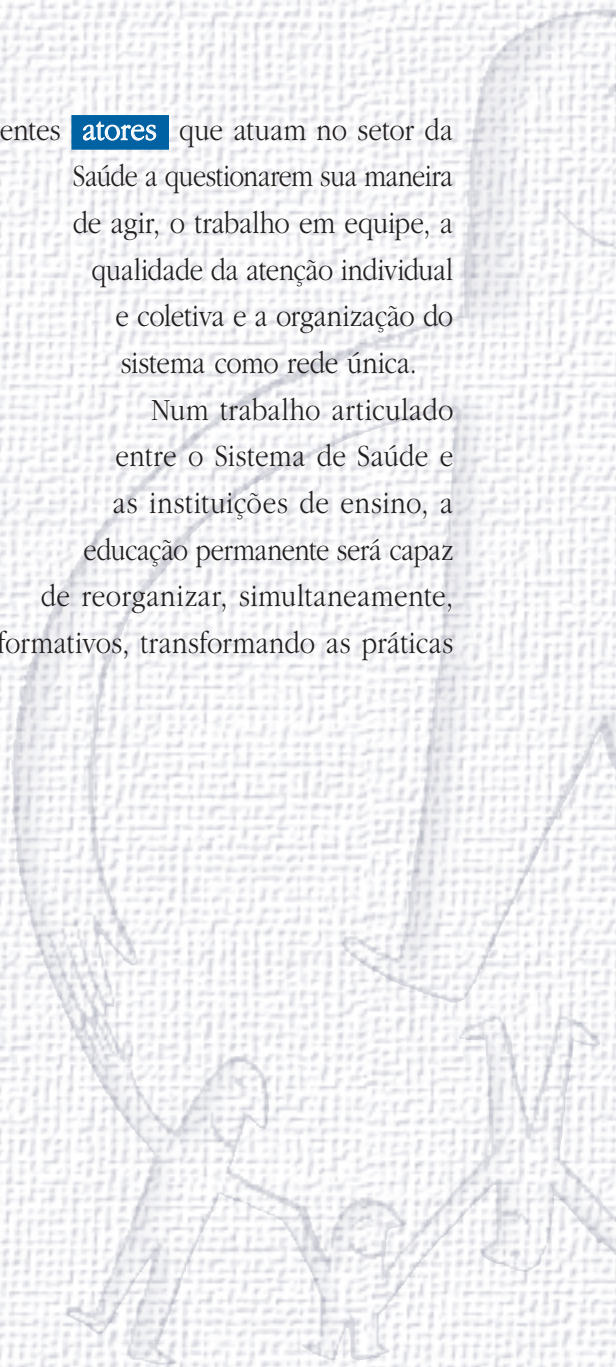 entes atores que atuam no setor da
Saúde a questionarem sua maneira
de agir, o trabalho em equipe, a
qualidade da atenção individual
e coletiva e a organização do
sistema como rede única.
Num trabalho articulado
entre o Sistema de Saúde e
as instituições de ensino, a
educação permanente será capaz
de reorganizar, simultaneamente,
formativos, transformando as práticas